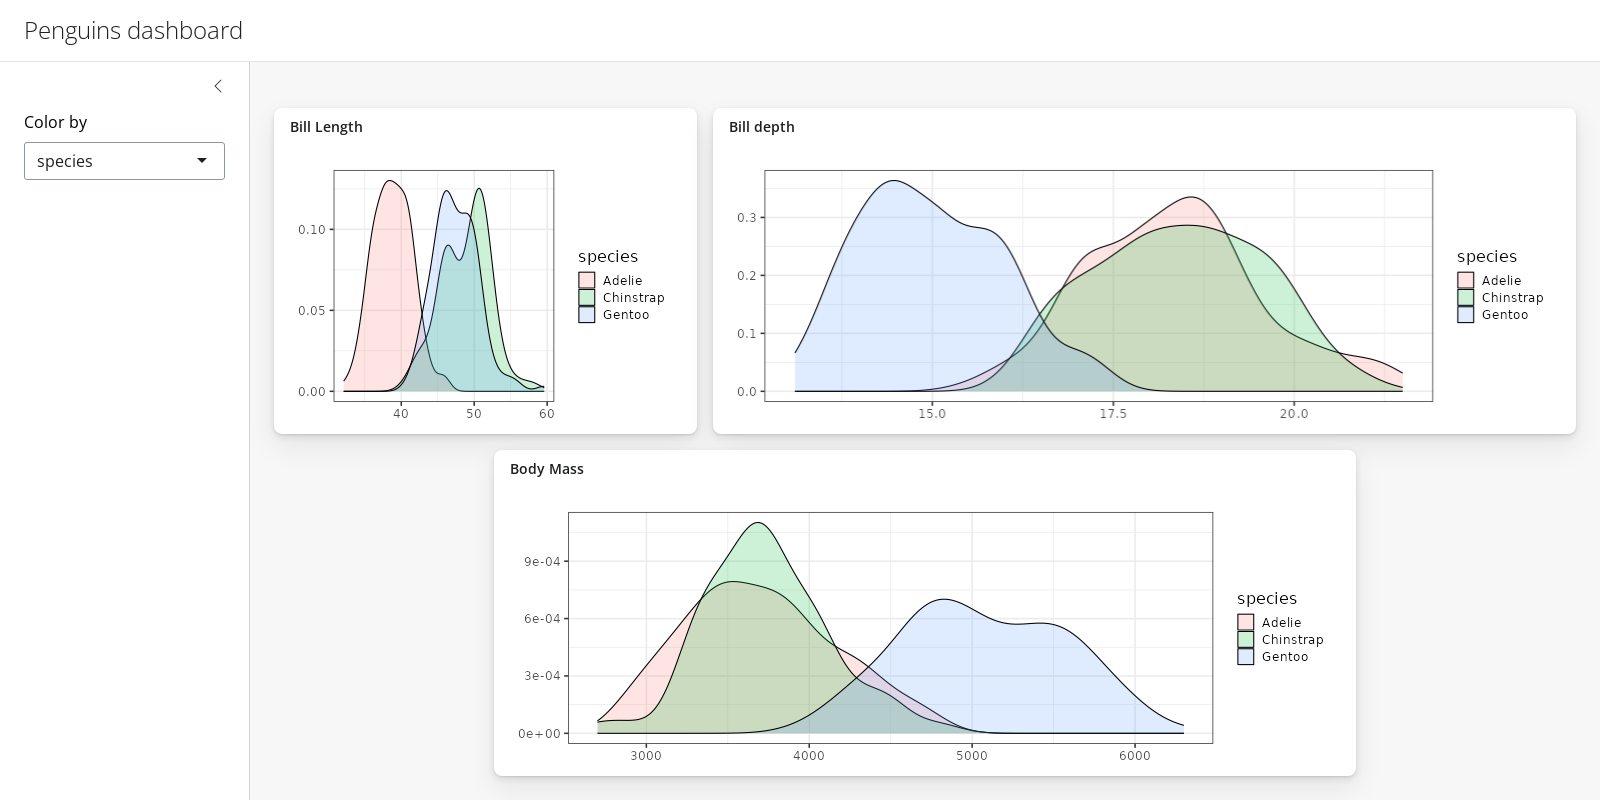 Penguins dashboard
Color by
species
Bill Length
0.10
0.05
0.00
40 50 60
species
Adelie
Chinstrap
Gentoo
Bill depth
0.3
0.2
0.1
0.0
15.0 17.5 20.0
species
Adelie
Chinstrap
Gentoo
Body Mass
9e-04
6e-04
3e-04
0e+00
3000 4000 5000 6000
species
Adelie
Chinstrap
Gentoo